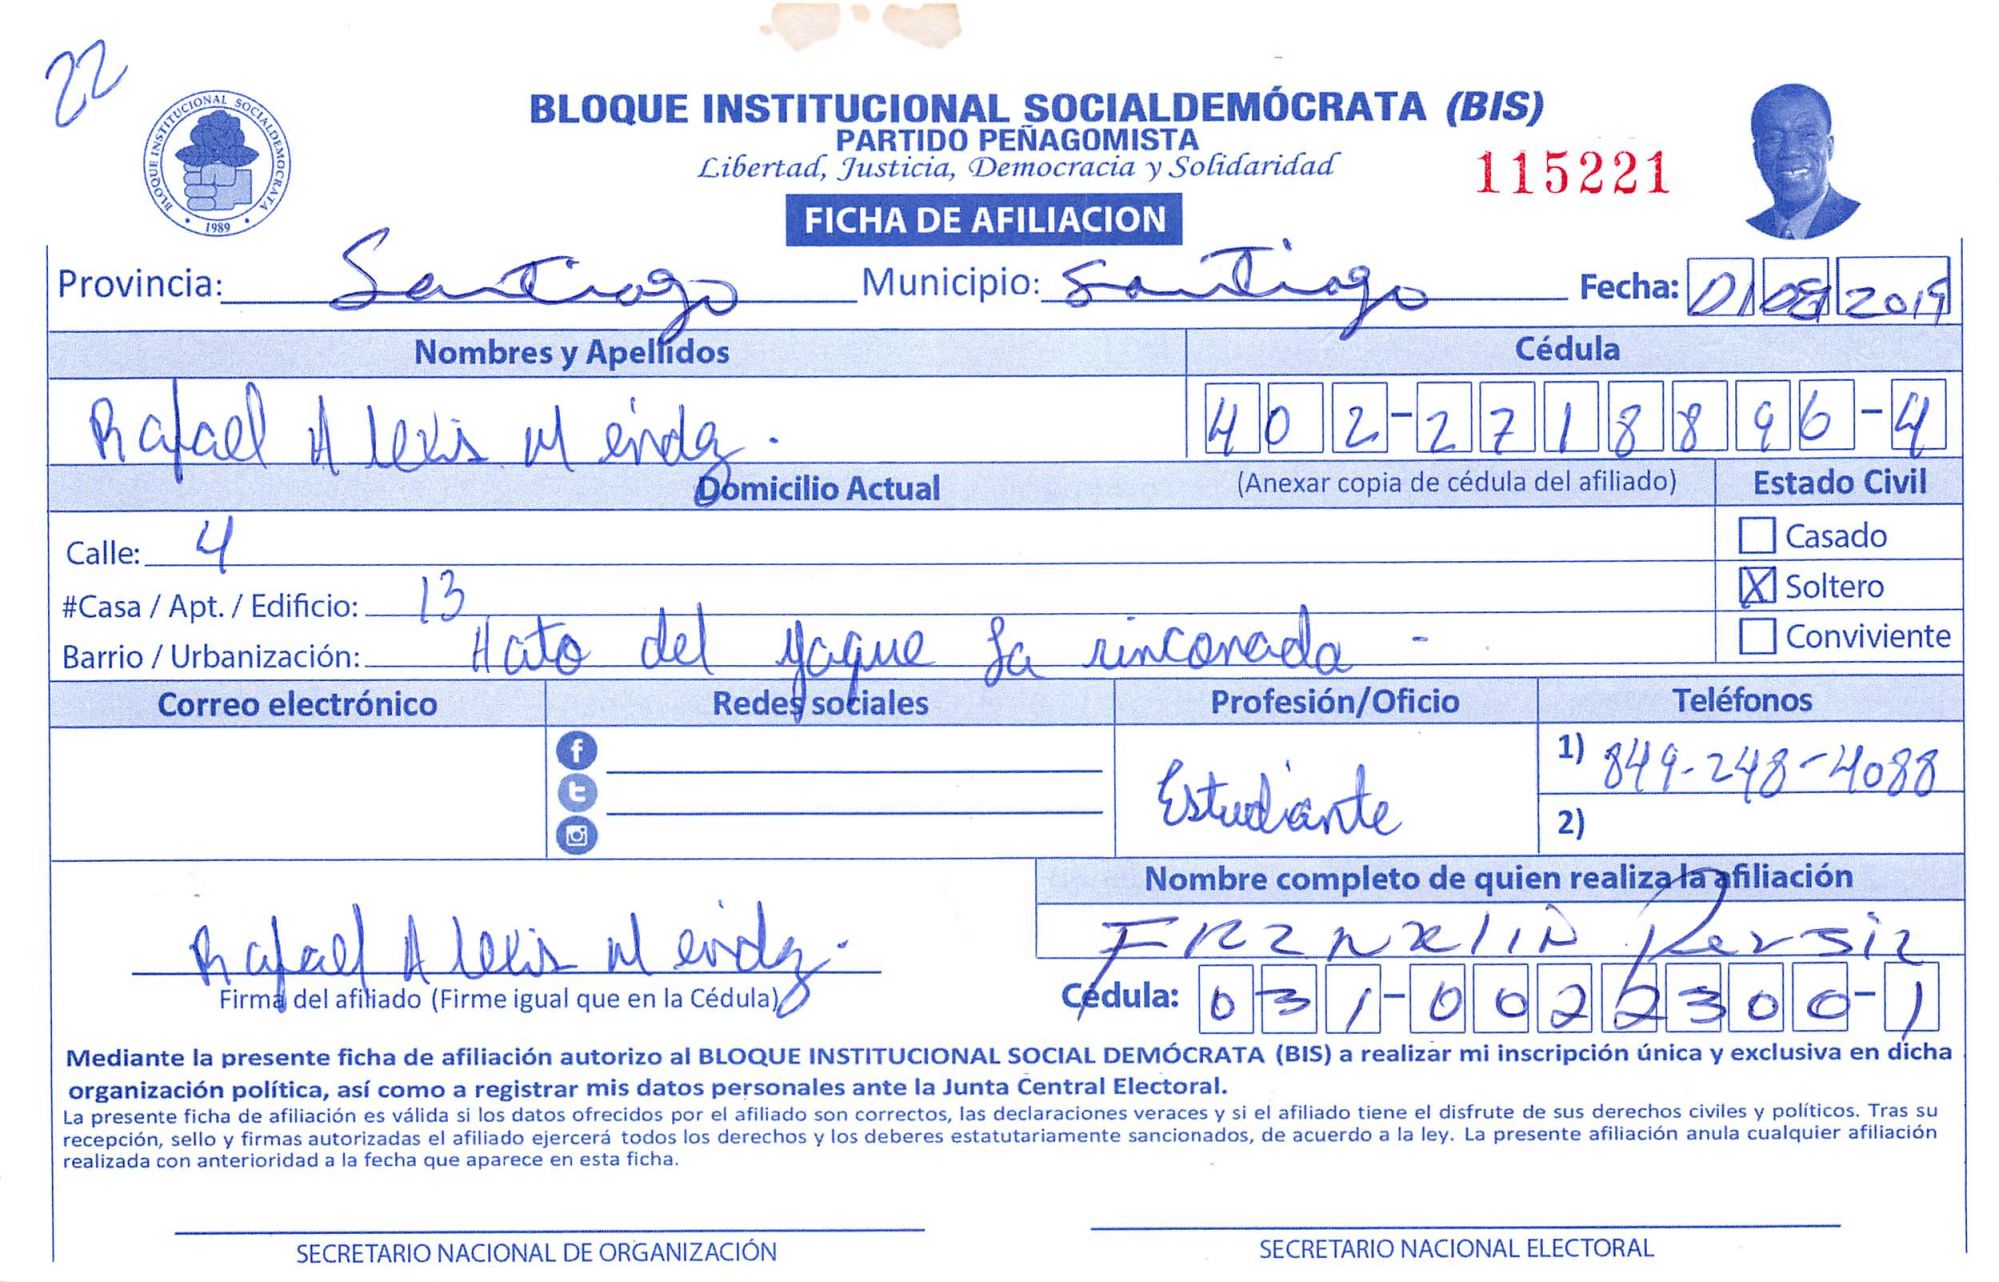 22
BLOQUE INSTITUCIONAL SOCIALDEMÓCRATA
1989
BLOQUE INSTITUCIONAL SOCIALDEMÓCRATA (BIS)
PARTIDO PEÑAGOMISTA
Libertad, Justicia, Democracia y Solidaridad
115221
FICHA DE AFILIACION
Provincia: Santiago Municipio: Santiago Fecha: 01 08 2019
Nombres y Apellidos Cédula
Rafael Alexis Méndez. 402-2718896-4
Domicilio Actual (Anexar copia de cédula del afiliado) Estado Civil
Calle: 4 Casado
#Casa / Apt. / Edificio: 13 X Soltero
Barrio / Urbanización: Hato del yaque La rinconada - Conviviente
Correo electrónico Redes sociales Profesión/Oficio Teléfonos
Estudiante 1) 849-248-4088
2)
Nombre completo de quien realiza la afiliación
Rafael Alexis Méndez. FRANKLIN
Firma del afiliado (Firme igual que en la Cédula) Cédula: 031-0022300-1
Mediante la presente ficha de afiliación autorizo al BLOQUE INSTITUCIONAL SOCIAL DEMÓCRATA (BIS) a realizar mi inscripción única y exclusiva en dicha
organización política, así como a registrar mis datos personales ante la Junta Central Electoral.
La presente ficha de afiliación es válida si los datos ofrecidos por el afiliado son correctos, las declaraciones veraces y si el afiliado tiene el disfrute de sus derechos civiles y políticos. Tras su
recepción, sello y firmas autorizadas el afiliado ejercerá todos los derechos y los deberes estatutariamente sancionados, de acuerdo a la ley. La presente afiliación anula cualquier afiliación
realizada con anterioridad a la fecha que aparece en esta ficha.
SECRETARIO NACIONAL DE ORGANIZACIÓN SECRETARIO NACIONAL ELECTORAL